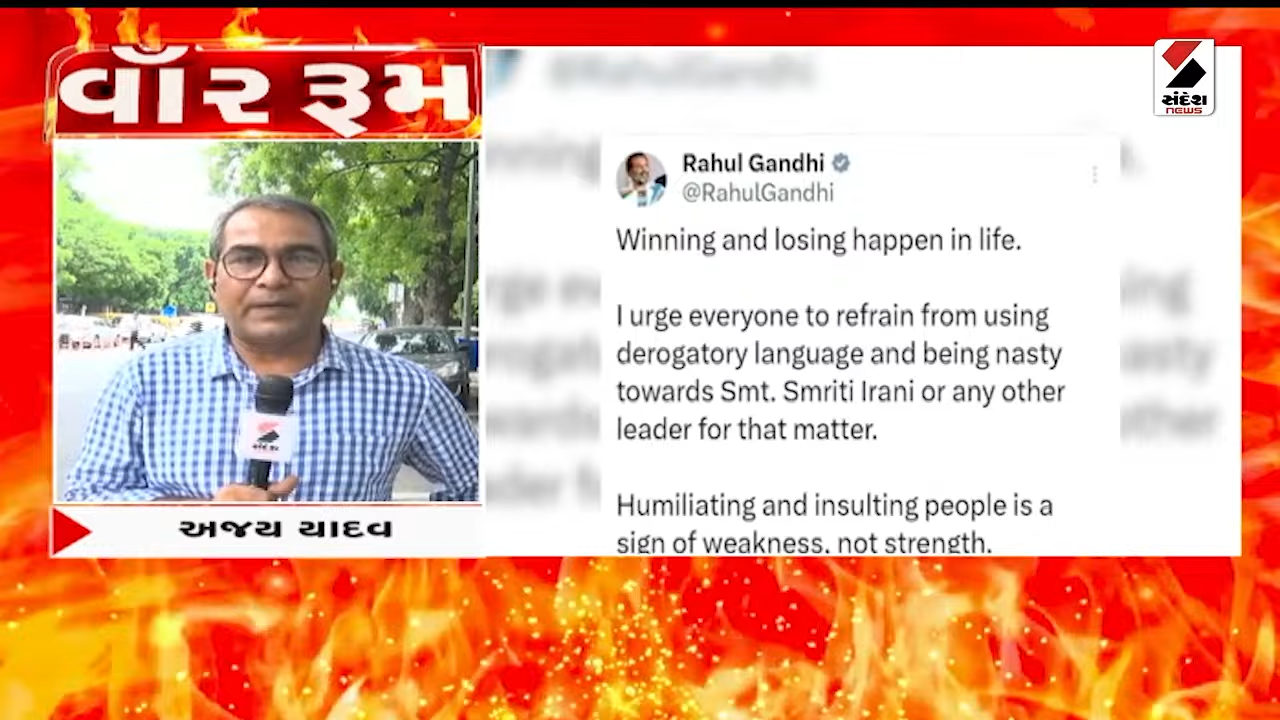 વૉર રૂમ
સંદેશ
NEWS
Rahul Gandhi
@RahulGandhi
Winning and losing happen in life.
I urge everyone to refrain from using
derogatory language and being nasty
towards Smt. Smriti Irani or any other
leader for that matter.
Humiliating and insulting people is a
sign of weakness, not strength.
સંદેશ
અજય યાદવ